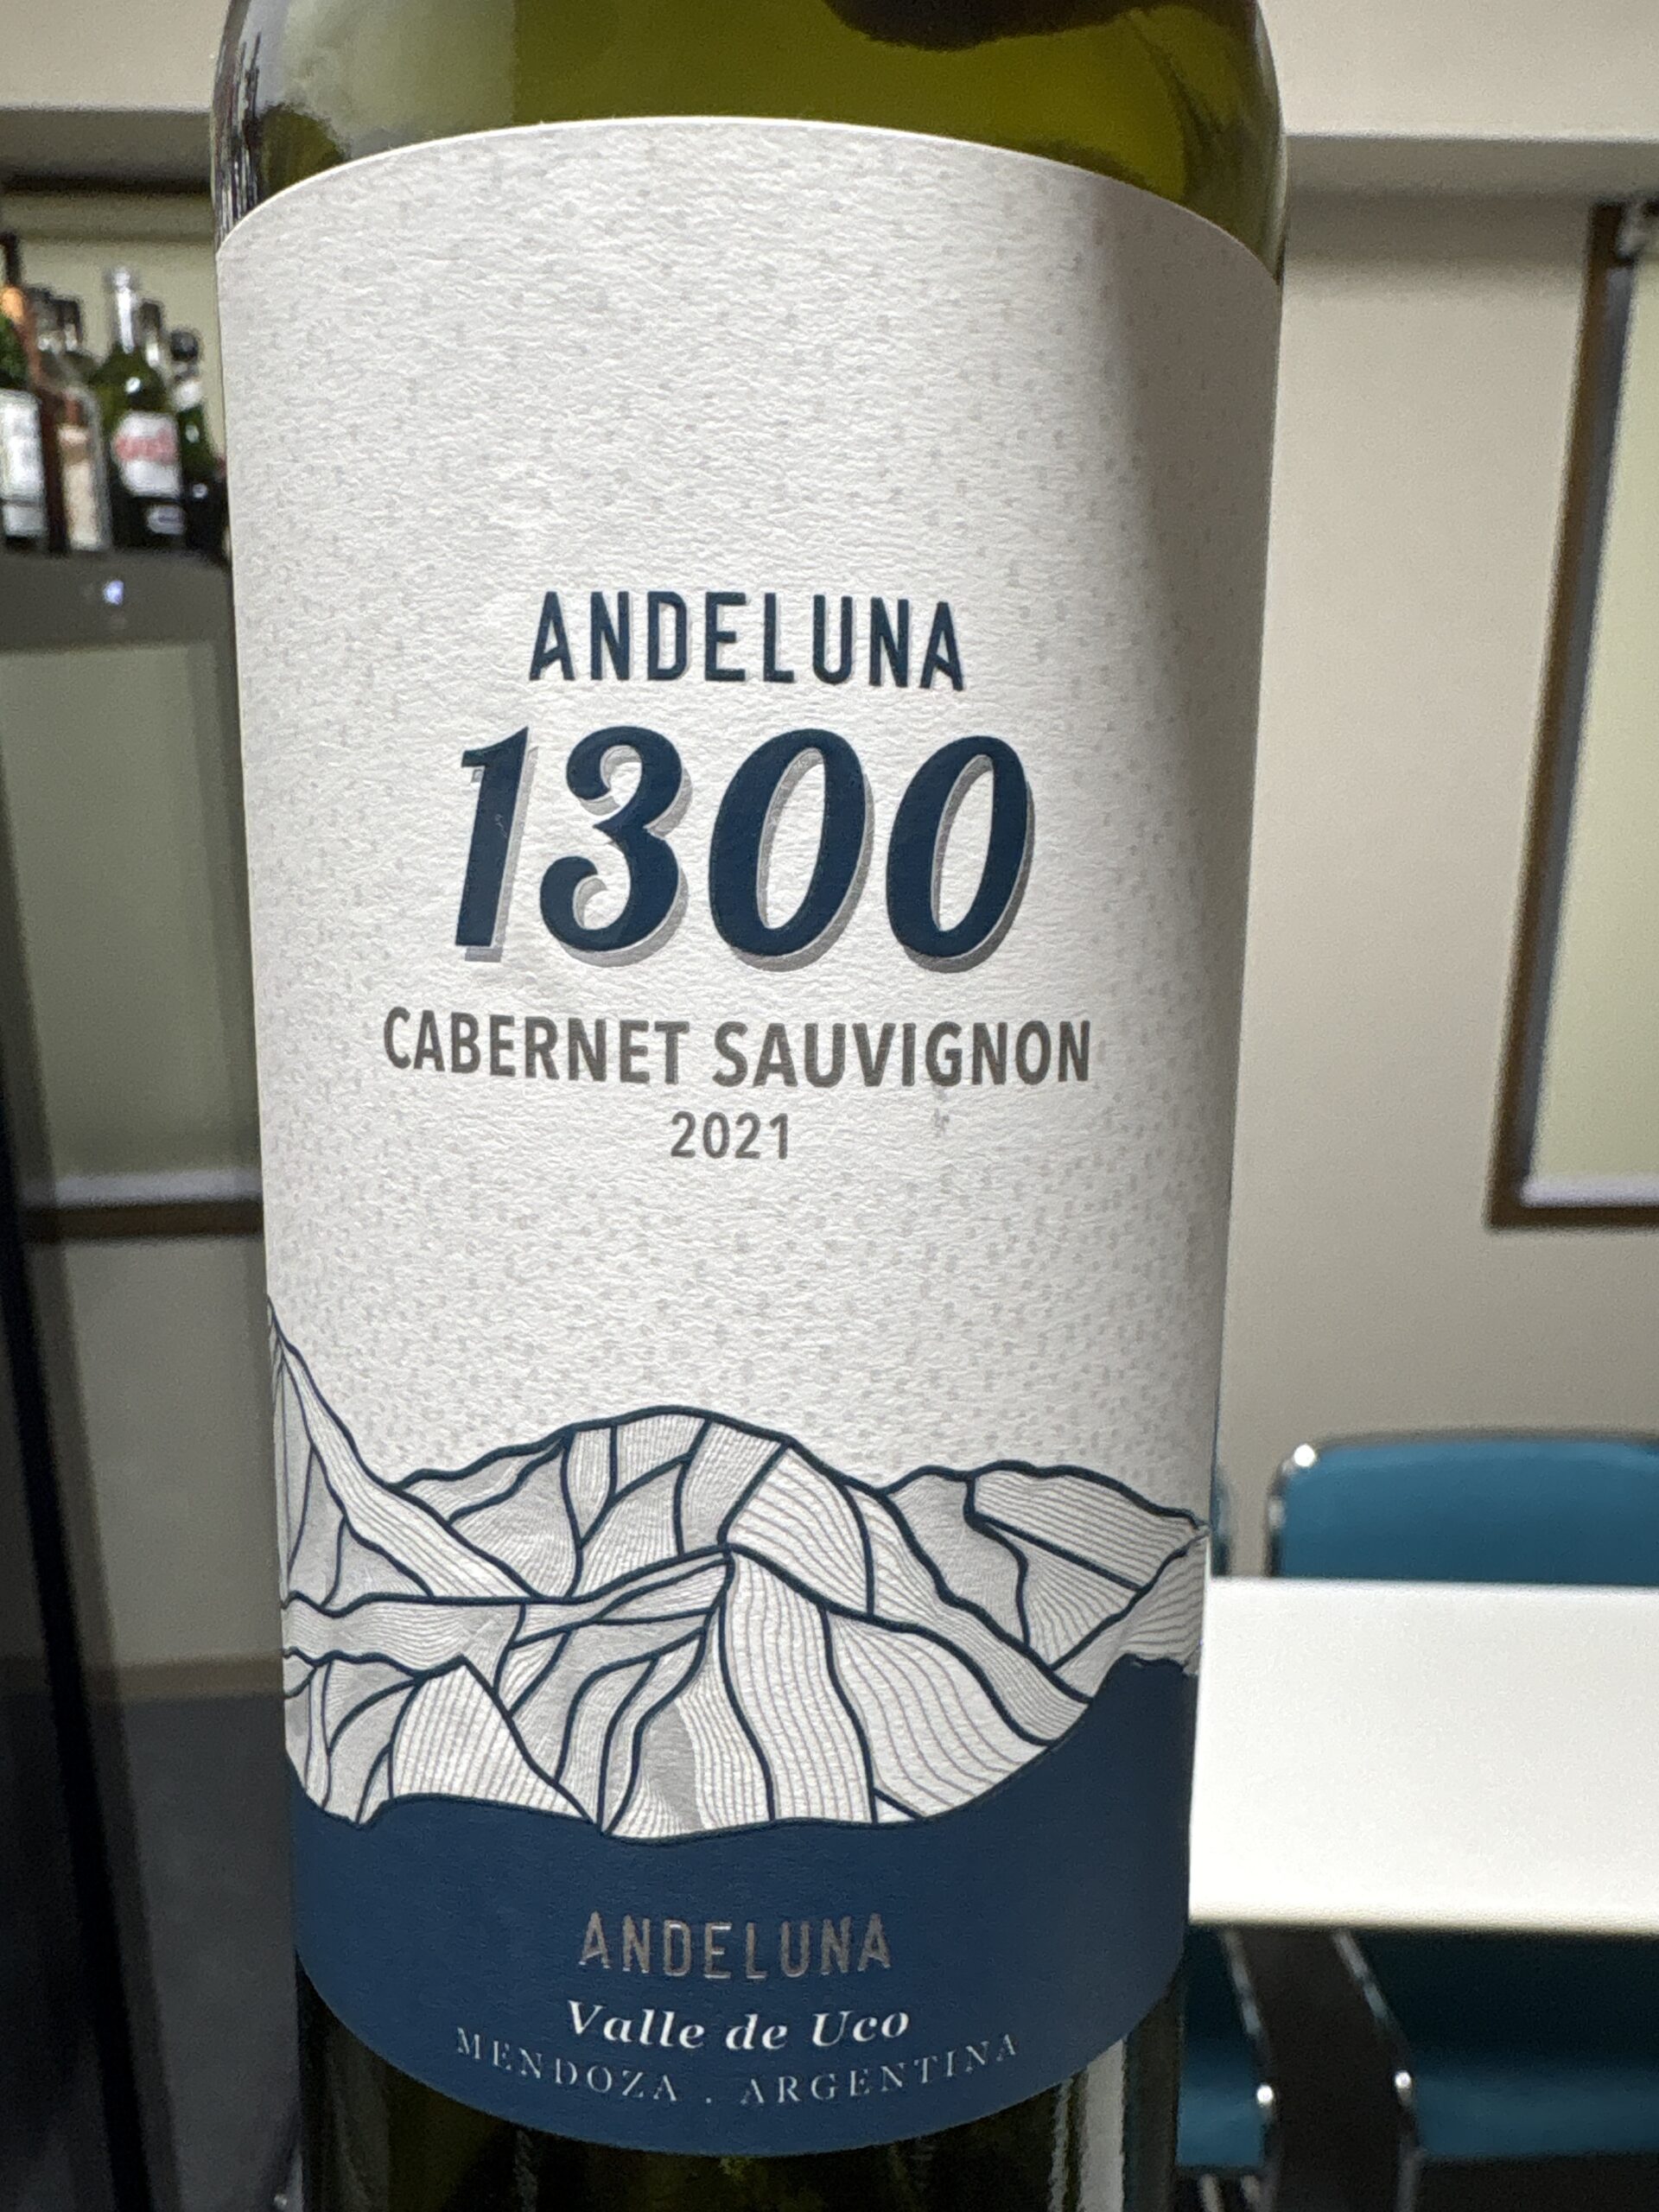 ANDELUNA
1300
CABERNET SAUVIGNON
2021
ANDELUNA
Valle de Uco
MENDOZA . ARGENTINA